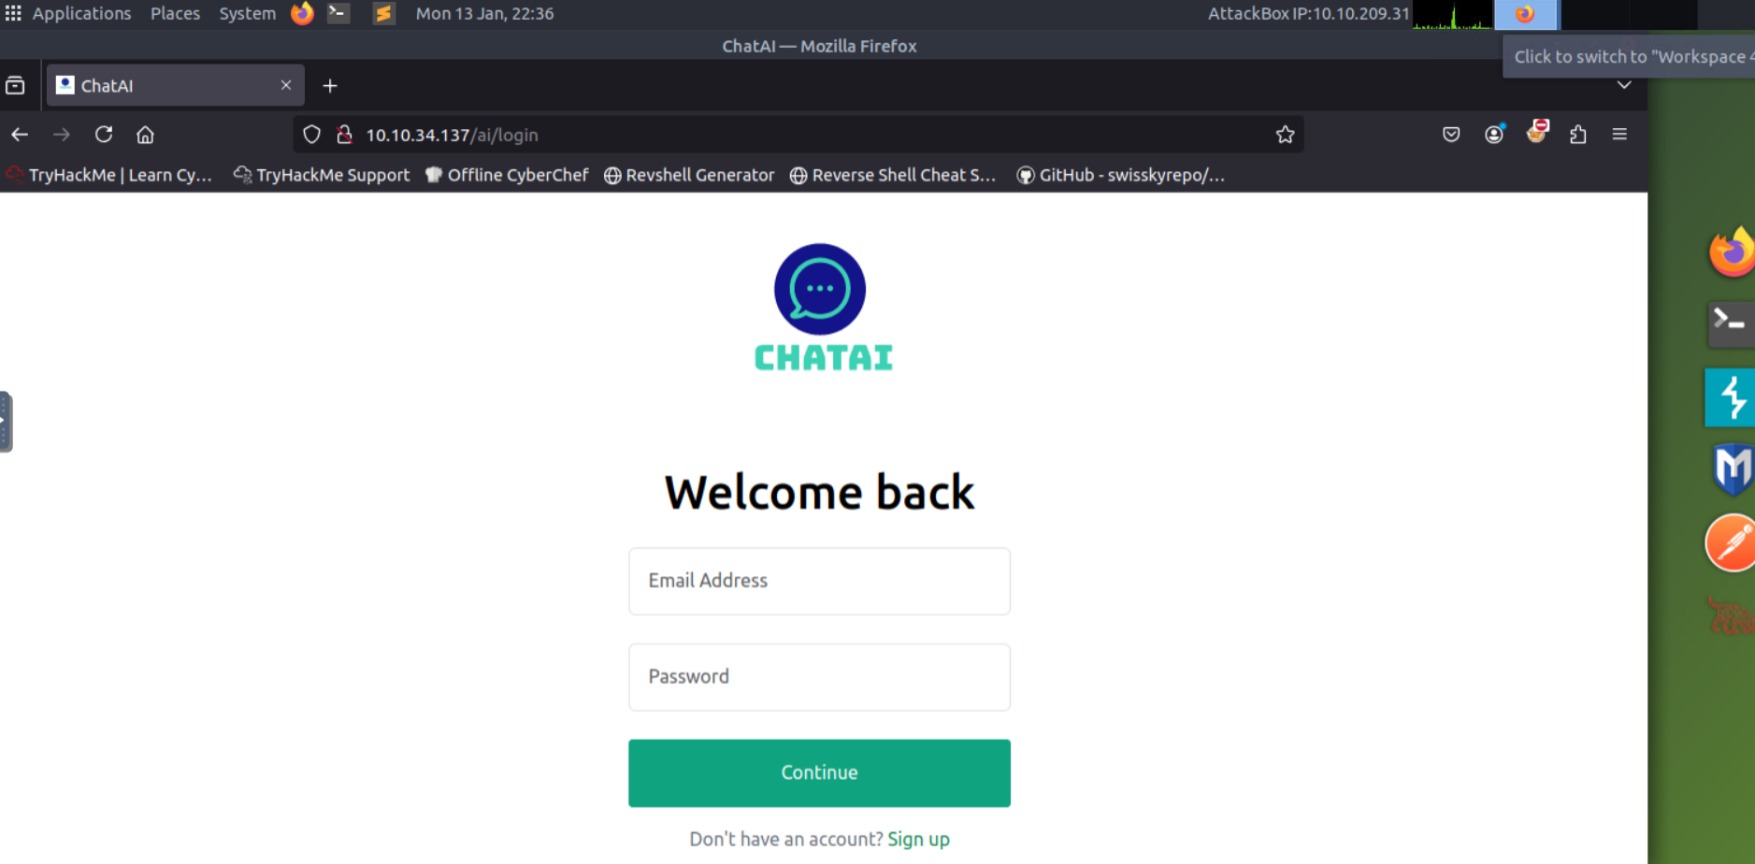 Applications Places System Mon 13 Jan, 22:36 AttackBox IP:10.10.209.31
ChatAI — Mozilla Firefox
Click to switch to "Workspace 4
ChatAI
10.10.34.137/ai/login
TryHackMe | Learn Cy... TryHackMe Support Offline CyberChef Revshell Generator Reverse Shell Cheat S... GitHub - swisskyrepo/...
CHATAI
Welcome back
Email Address
Password
Continue
Don't have an account? Sign up